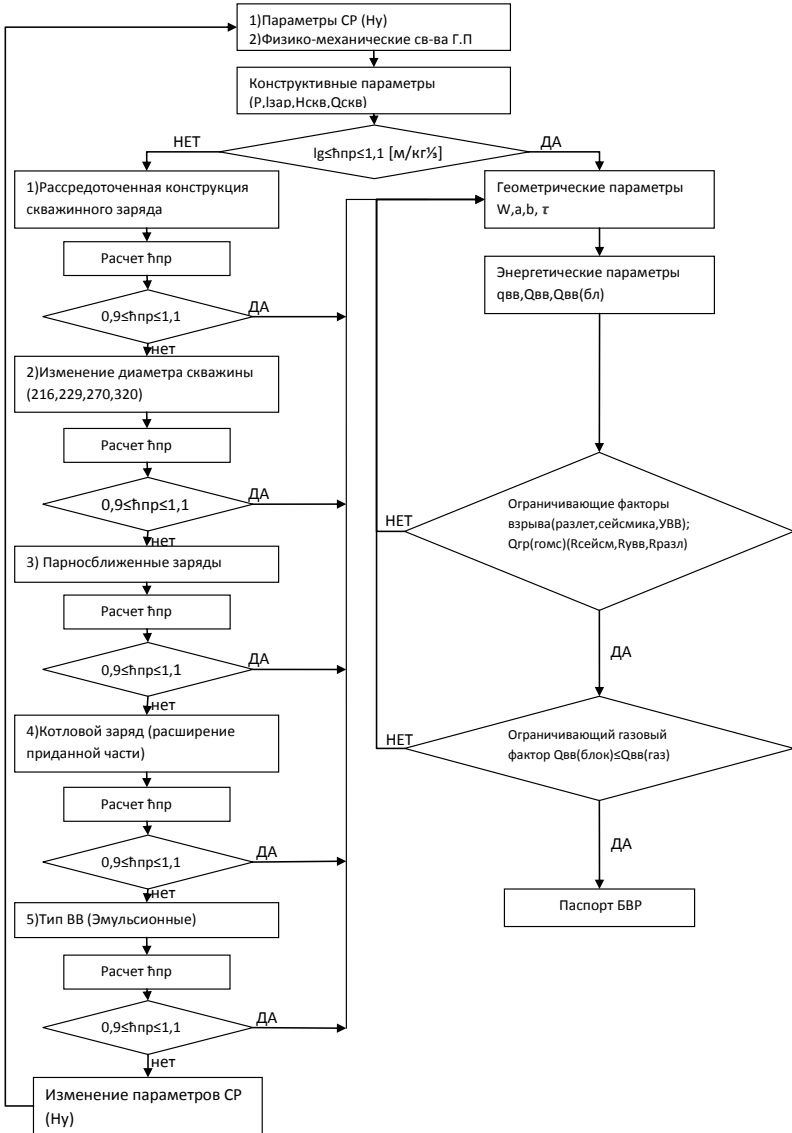 1)Параметры СР (Ну)
2)Физико-механические св-ва Г.П
Конструктивные параметры
(P,lзар,Нскв,Qскв)
НЕТ
lg≤ħпр≤1,1 [м/кг⅓]
ДА
1)Рассредоточенная конструкция
скважинного заряда
Расчет ħпр
0,9≤ħпр≤1,1
ДА
нет
2)Изменение диаметра скважины
(216,229,270,320)
Расчет ħпр
0,9≤ħпр≤1,1
ДА
нет
3) Парносближенные заряды
Расчет ħпр
0,9≤ħпр≤1,1
ДА
нет
4)Котловой заряд (расширение
приданной части)
Расчет ħпр
0,9≤ħпр≤1,1
ДА
нет
5)Тип ВВ (Эмульсионные)
Расчет ħпр
0,9≤ħпр≤1,1
ДА
нет
Изменение параметров СР
(Ну)
Геометрические параметры
W,a,b, τ
Энергетические параметры
qвв,Qвв,Qвв(бл)
НЕТ
Ограничивающие факторы
взрыва(разлет,сейсмика,УВВ);
Qгр(гомс)(Rсейсм,Rувв,Rразл)
ДА
НЕТ
Ограничивающий газовый
фактор Qвв(блок)≤Qвв(газ)
ДА
Паспорт БВР